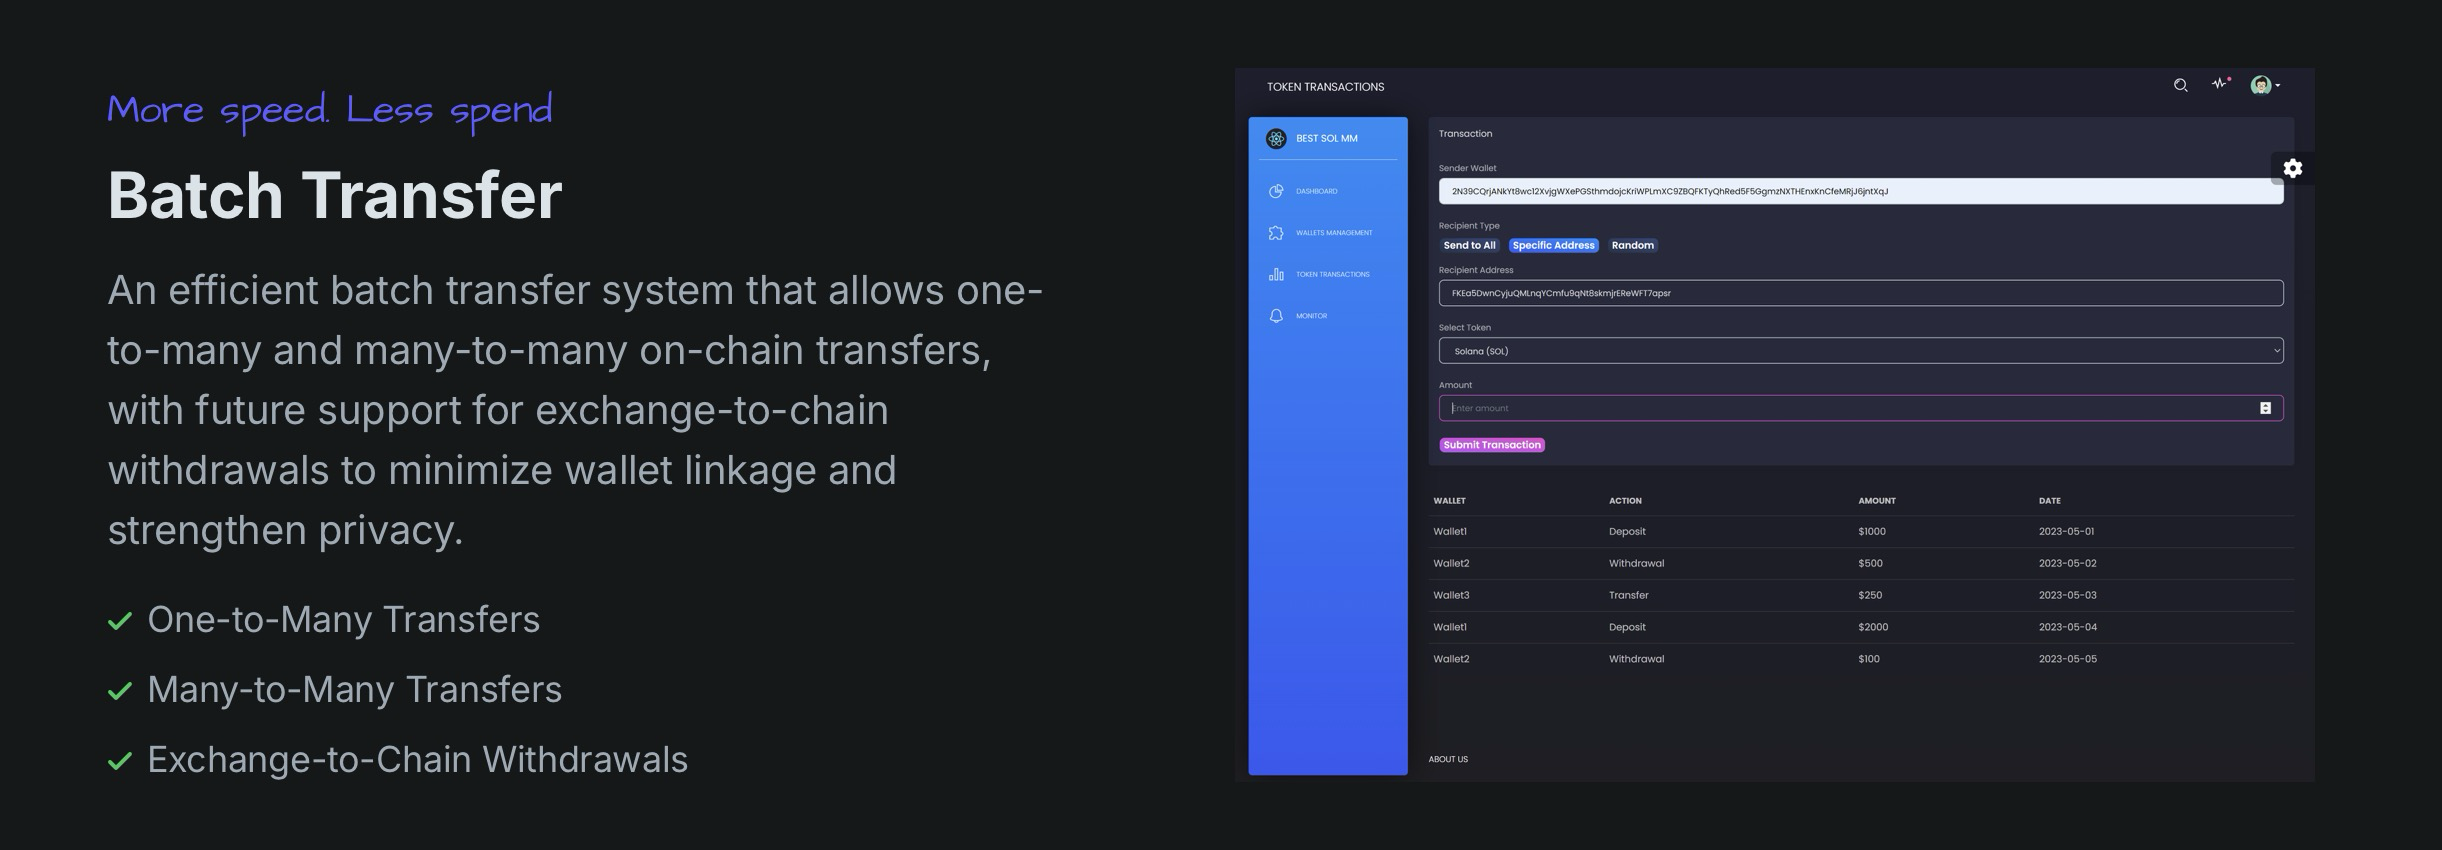 More speed. Less spend
Batch Transfer
An efficient batch transfer system that allows one-
to-many and many-to-many on-chain transfers,
with future support for exchange-to-chain
withdrawals to minimize wallet linkage and
strengthen privacy.
One-to-Many Transfers
Many-to-Many Transfers
Exchange-to-Chain Withdrawals
TOKEN TRANSACTIONS
BEST SOL MM
DASHBOARD
WALLETS MANAGEMENT
TOKEN TRANSACTIONS
MONITOR
Transaction
Sender Wallet
2N39CQrjANkYt8wc12XvjgWXePGSthmdojcKriWPLmXC9ZBQFKTyQhRed5F5GgmzNXTHEnxKnCfeMRjJ6jntXqJ
Recipient Type
Send to All Specific Address Random
Recipient Address
FKEa5DwnCyjuQMLnqYCmfu9qNt8skmjrEReWFT7apsr
Select Token
Solana (SOL)
Amount
Enter amount
Submit Transaction
WALLET ACTION AMOUNT DATE
Wallet1 Deposit $1000 2023-05-01
Wallet2 Withdrawal $500 2023-05-02
Wallet3 Transfer $250 2023-05-03
Wallet1 Deposit $2000 2023-05-04
Wallet2 Withdrawal $100 2023-05-05
ABOUT US